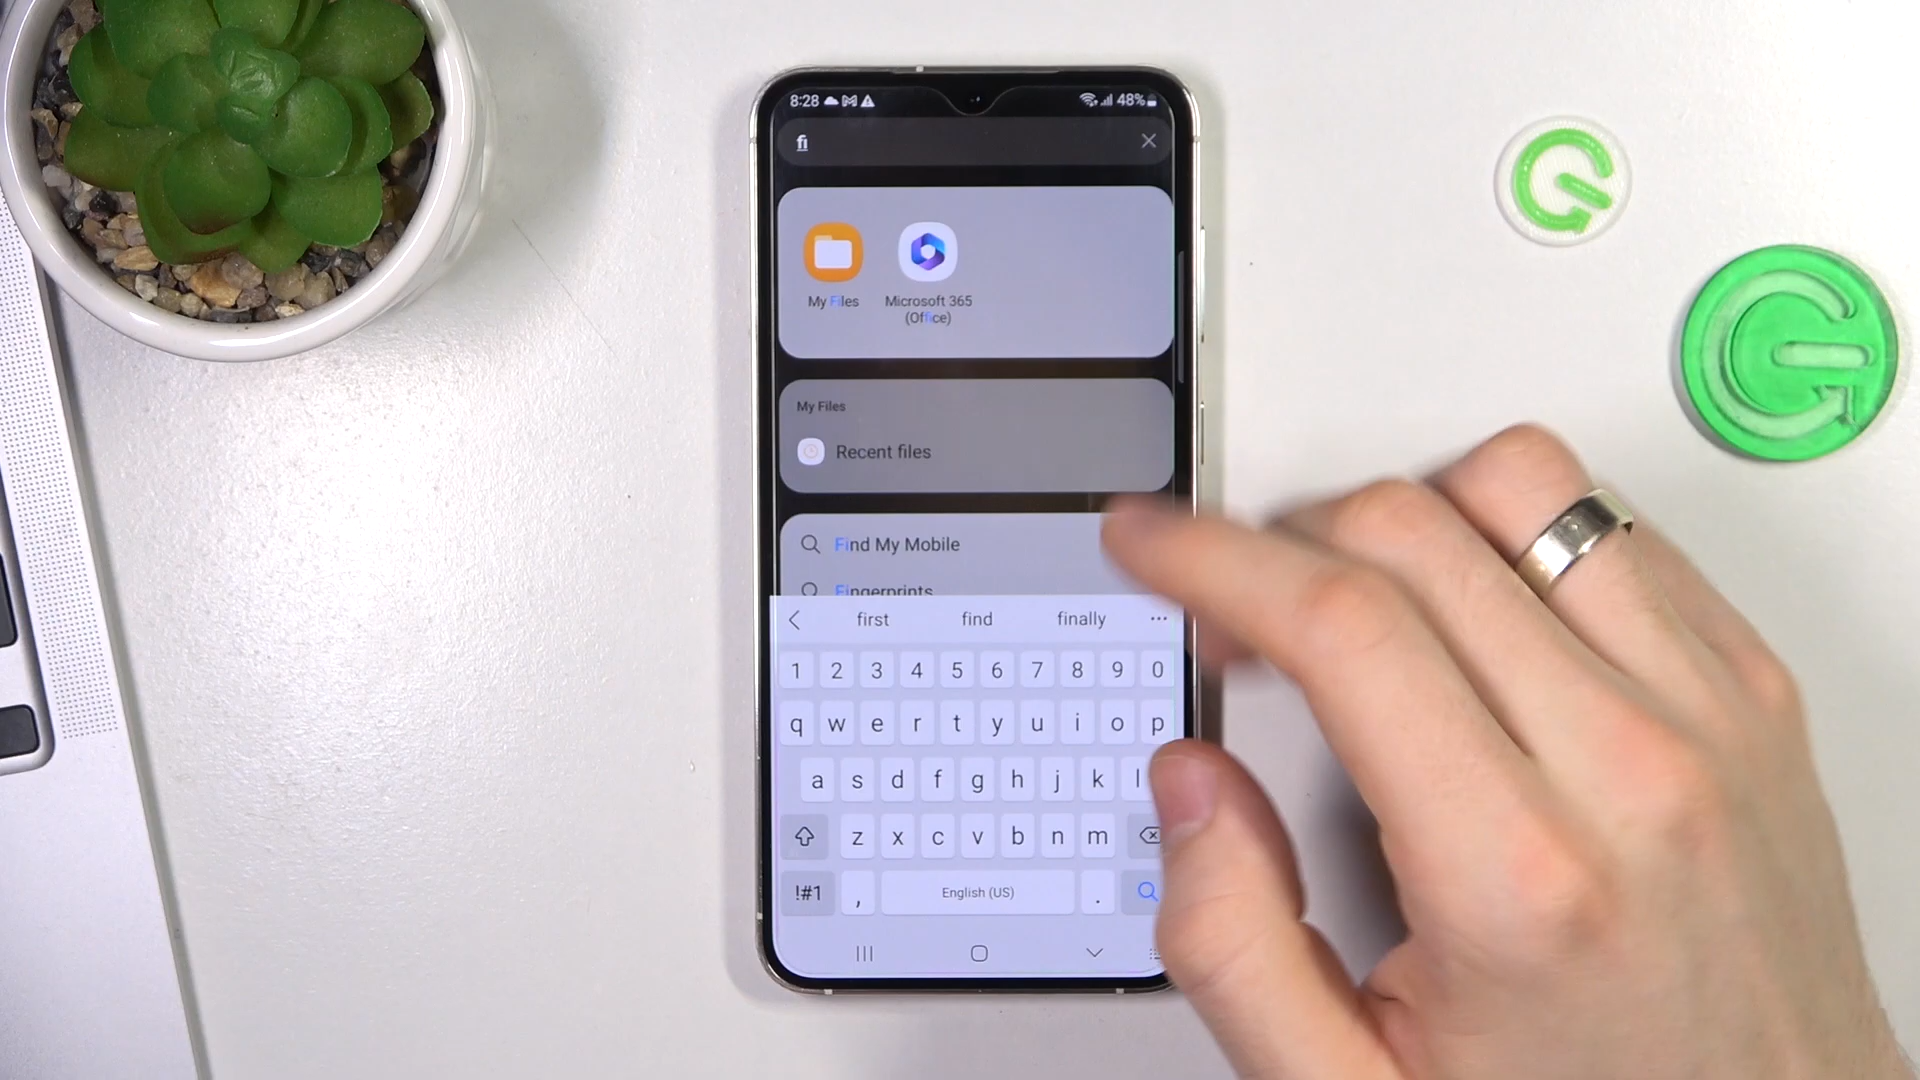 8:28 48%
fi
My Files
Microsoft 365
(Office)
My Files
Recent files
Find My Mobile
Fingerprints
first find finally
1 2 3 4 5 6 7 8 9 0
q w e r t y u i o p
a s d f g h j k l
z x c v b n m
!#1 , English (US) .